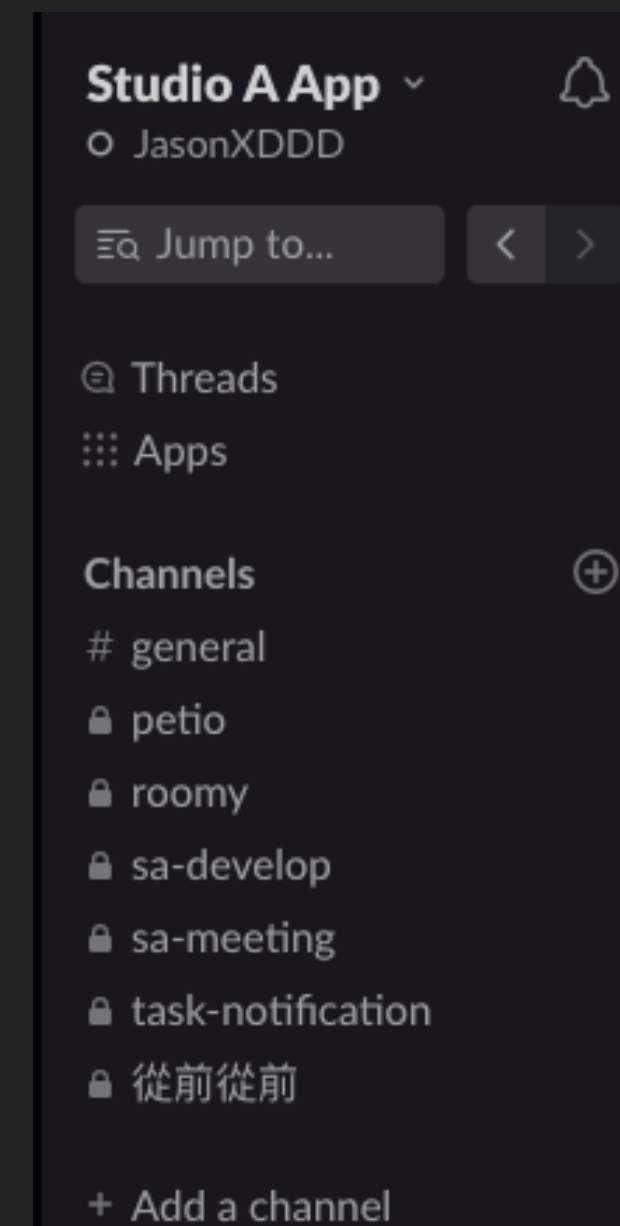 Studio A App
JasonXDDD
Jump to...
Threads
Apps
Channels
# general
petio
roomy
sa-develop
sa-meeting
task-notification
從前從前
+ Add a channel